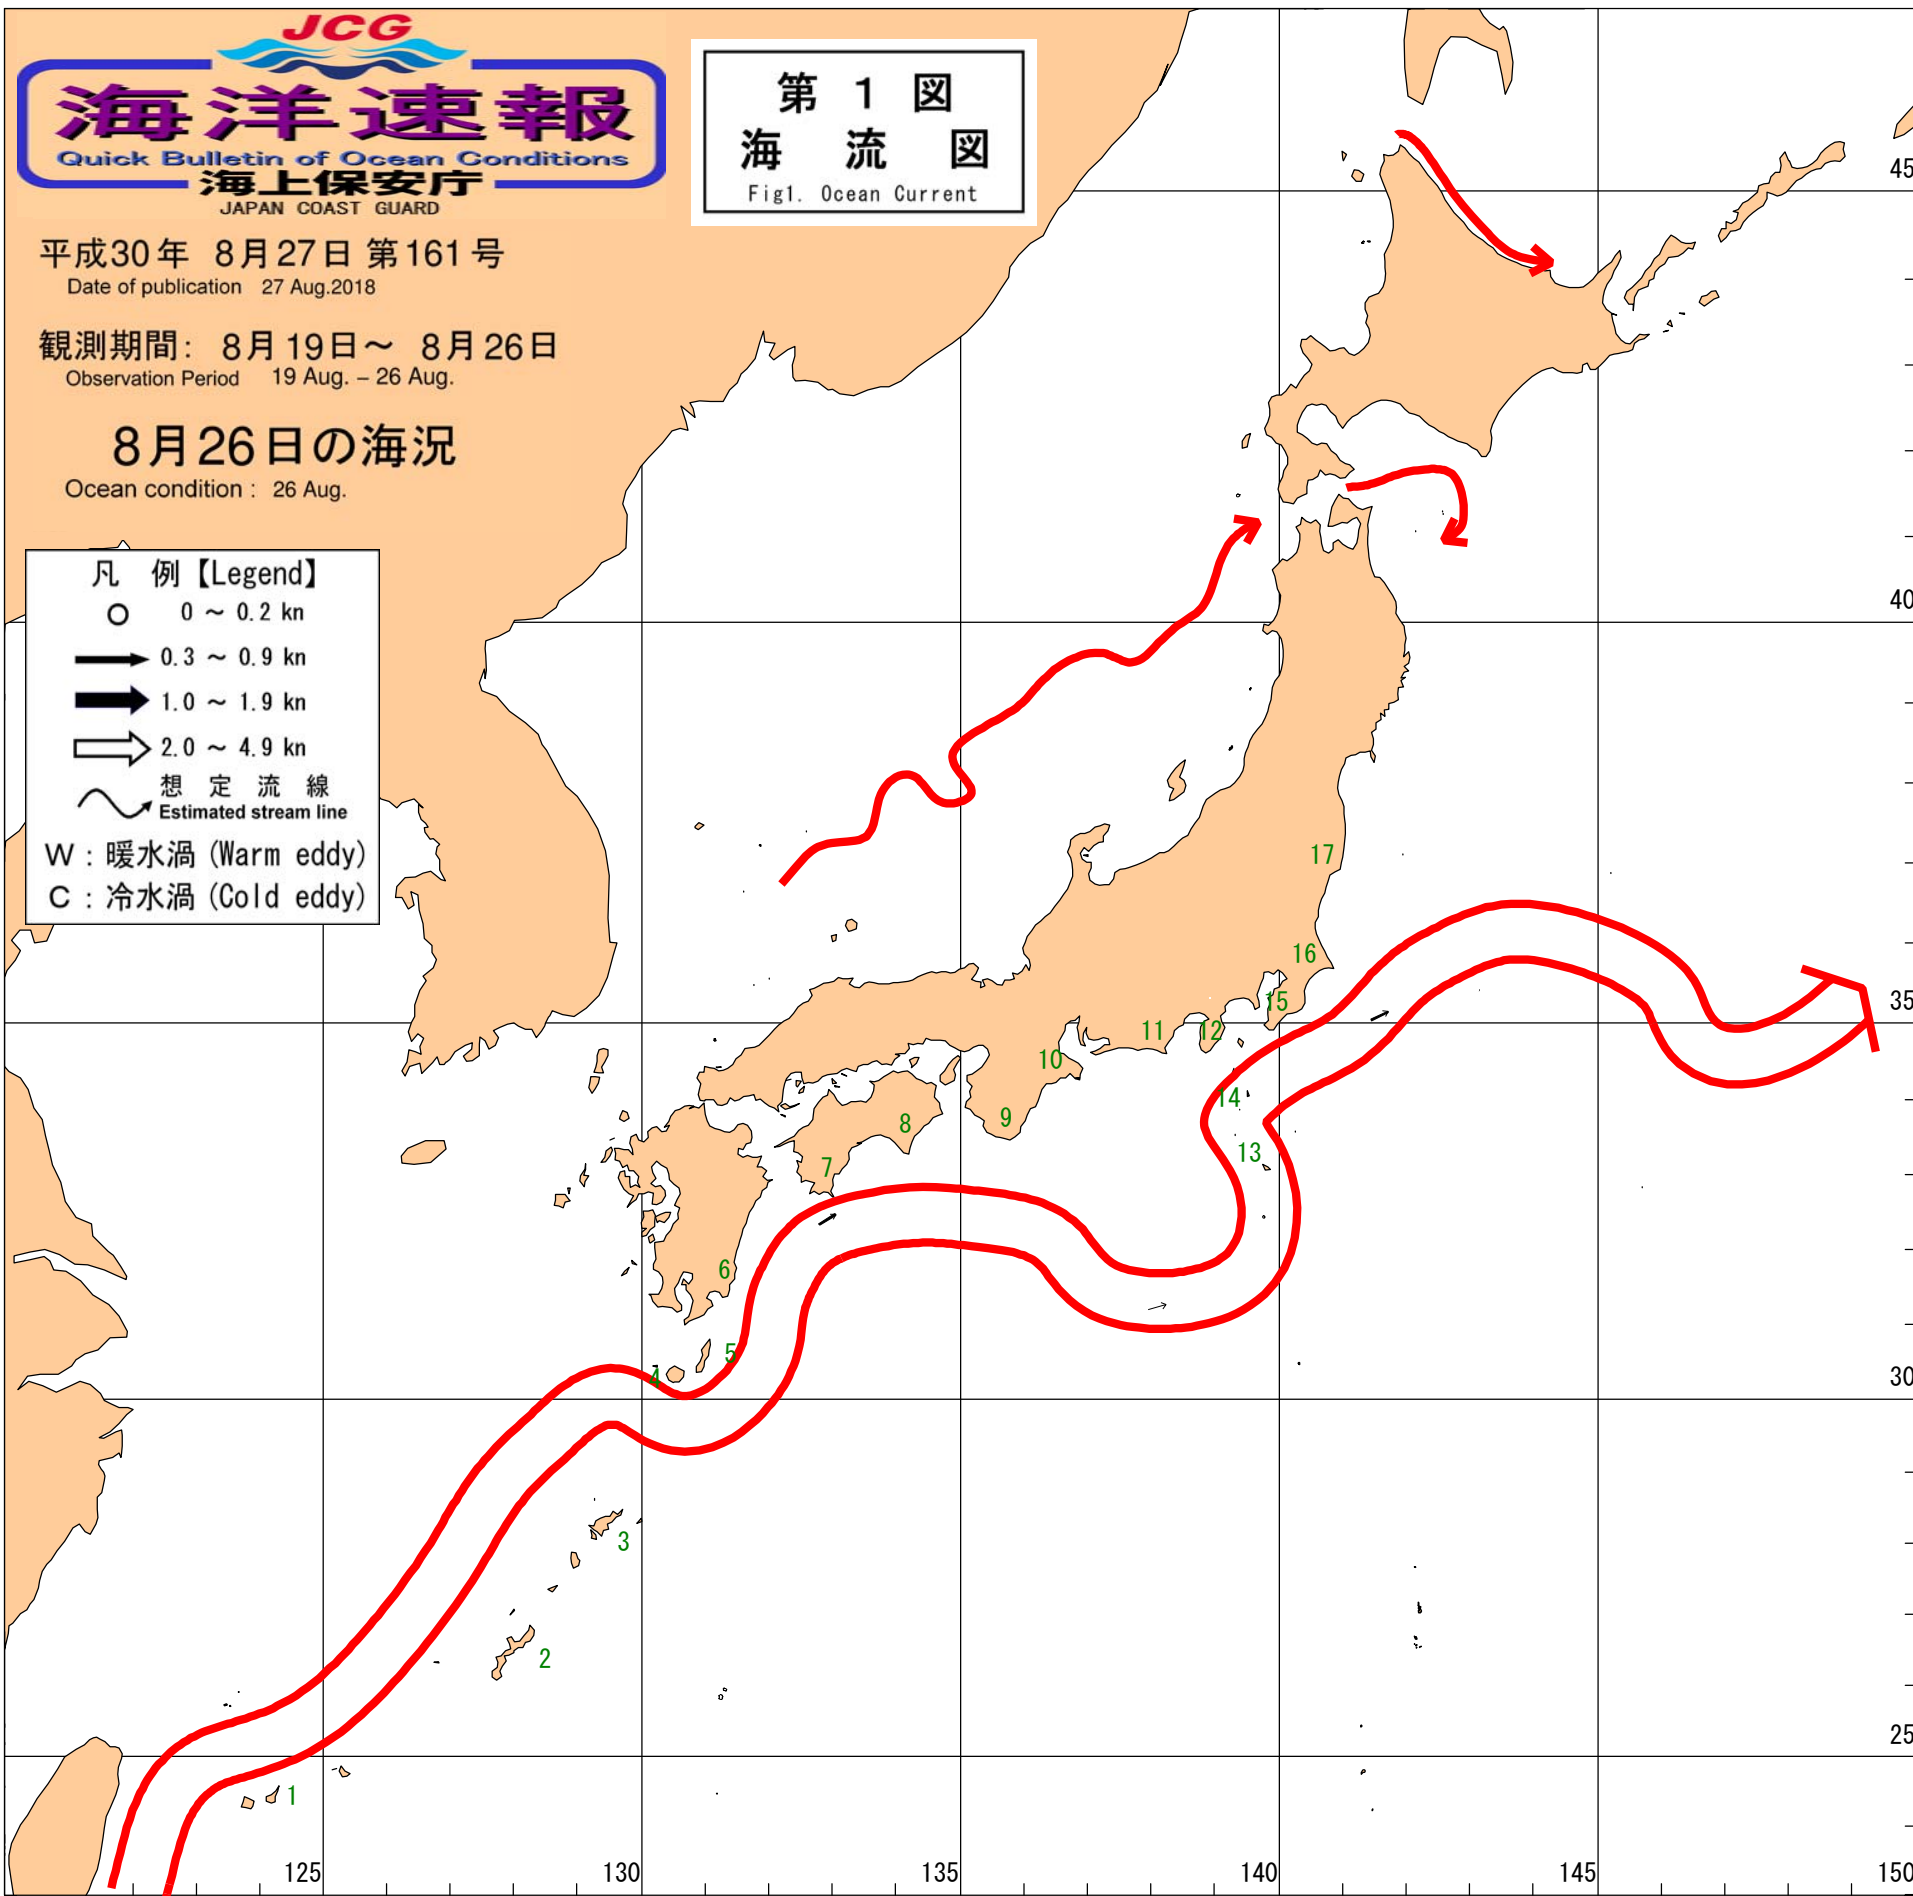 JCG
海洋速報
Quick Bulletin of Ocean Conditions
海上保安庁
JAPAN COAST GUARD
平成30年 8月27日 第161号
Date of publication 27 Aug.2018
観測期間: 8月19日～ 8月26日
Observation Period 19 Aug. – 26 Aug.
8月26日の海況
Ocean condition : 26 Aug.
第 1 図
海 流 図
Fig1. Ocean Current
凡 例【Legend】
0 ～ 0.2 kn
0.3 ～ 0.9 kn
1.0 ～ 1.9 kn
2.0 ～ 4.9 kn
想 定 流 線
Estimated stream line
W : 暖水渦 (Warm eddy)
C : 冷水渦 (Cold eddy)
45
40
17
16
35
15
11
12
10
14
9
8
13
7
6
5
4
30
3
2
25
1
125
130
135
140
145
150